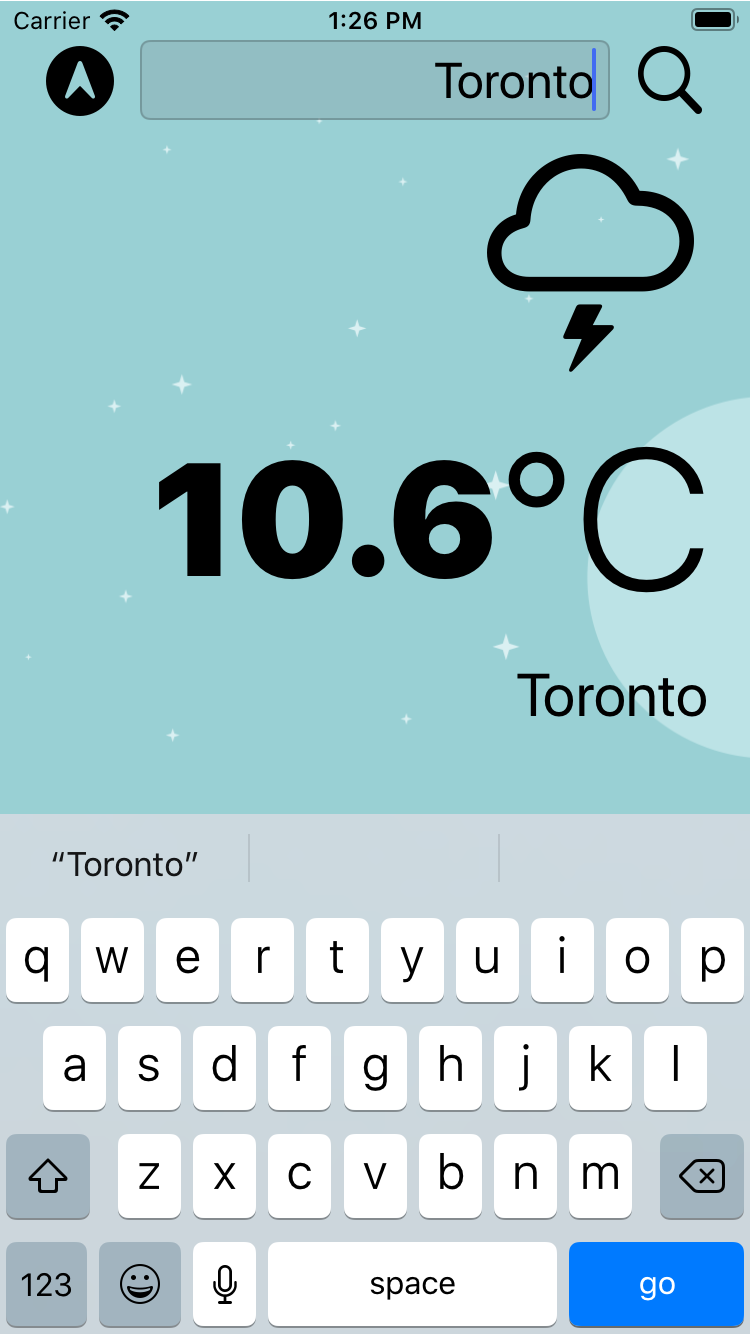 Carrier 1:26 PM
Toronto
10.6°C
Toronto
“Toronto”
q w e r t y u i o p
a s d f g h j k l
z x c v b n m
123 space go